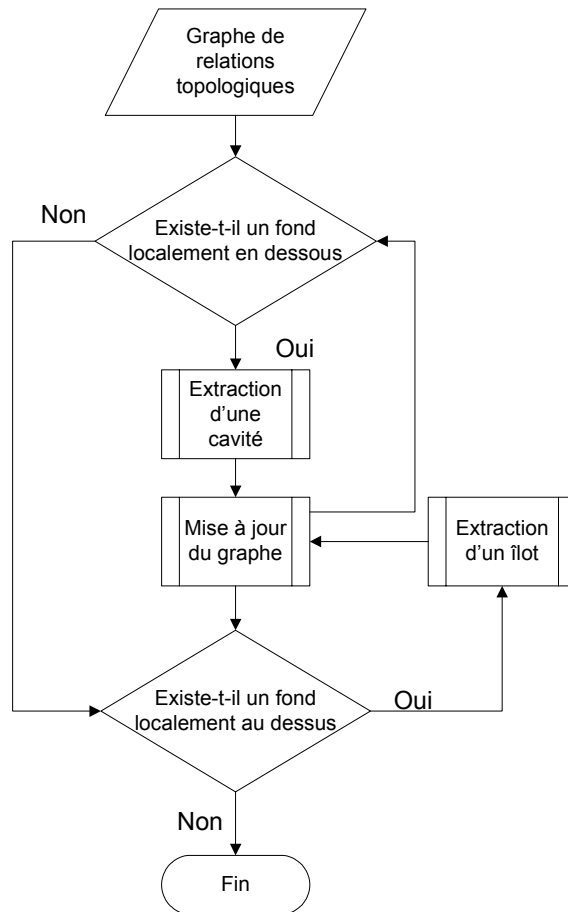 Graphe de
relations
topologiques
Non
Existe-t-il un fond
localement en dessous
Oui
Extraction
d'une
cavité
Mise à jour
du graphe
Extraction
d'un îlot
Existe-t-il un fond
localement au dessus
Oui
Non
Fin